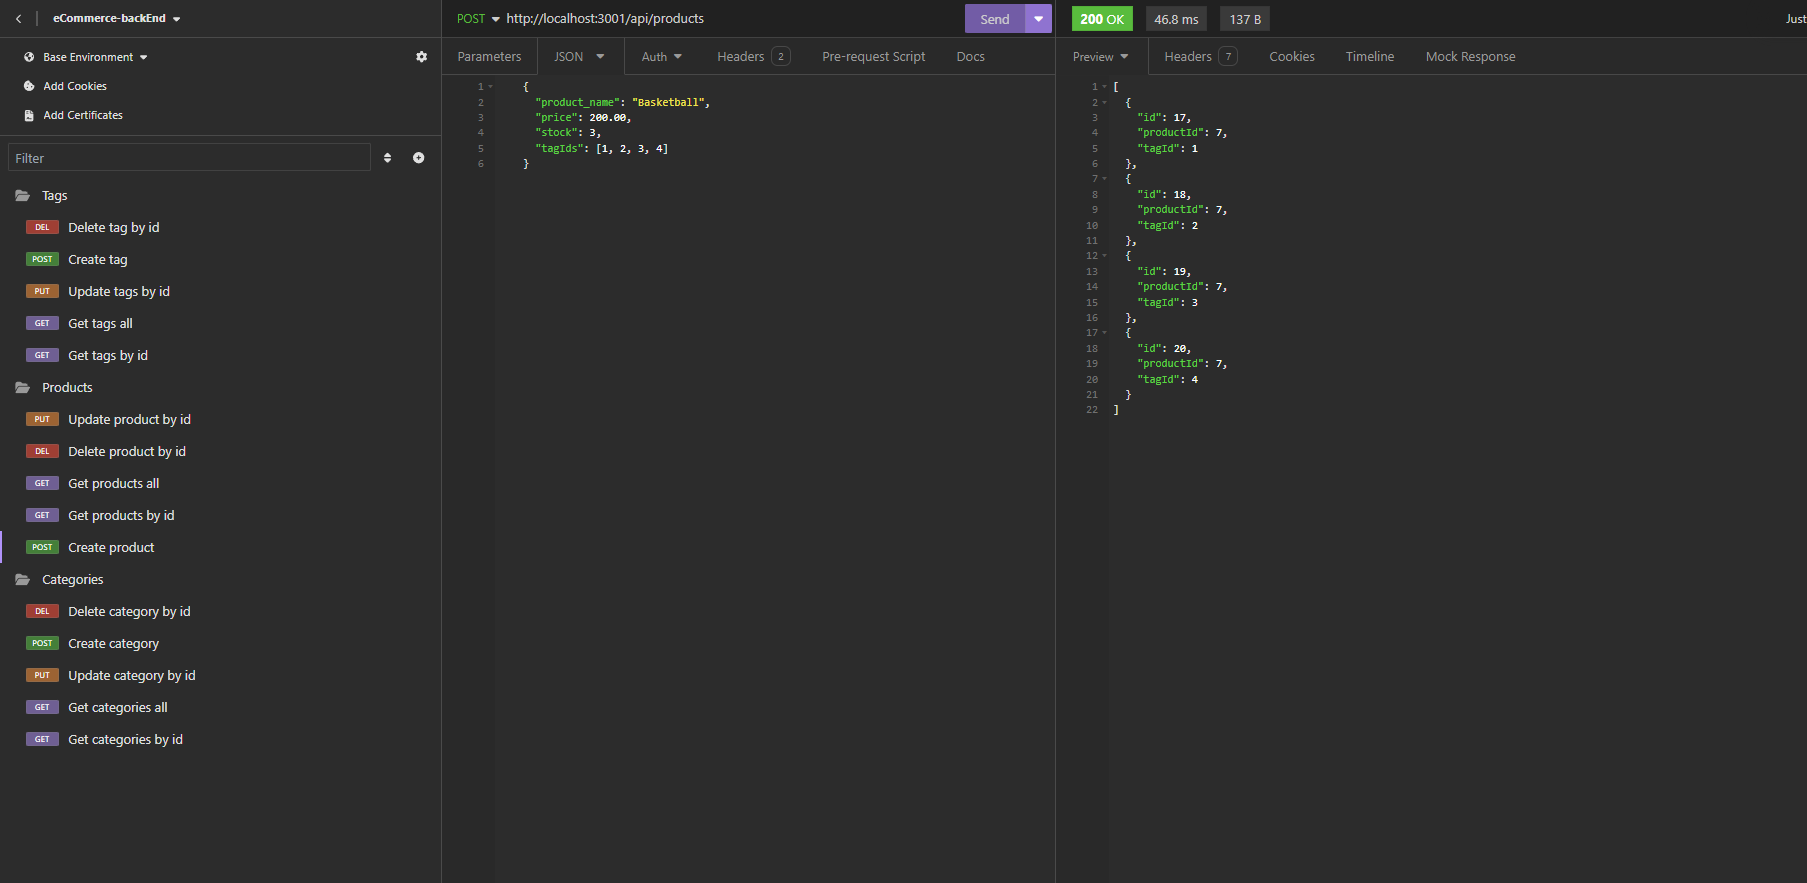 eCommerce-backEnd
Base Environment
Add Cookies
Add Certificates
Filter
Tags
DEL Delete tag by id
POST Create tag
PUT Update tags by id
GET Get tags all
GET Get tags by id
Products
PUT Update product by id
DEL Delete product by id
GET Get products all
GET Get products by id
POST Create product
Categories
DEL Delete category by id
POST Create category
PUT Update category by id
GET Get categories all
GET Get categories by id
POST http://localhost:3001/api/products Send
Parameters JSON Auth Headers 2 Pre-request Script Docs
1 {
2 "product_name": "Basketball",
3 "price": 200.00,
4 "stock": 3,
5 "tagIds": [1, 2, 3, 4]
6 }
200 OK 46.8 ms 137 B Just
Preview Headers 7 Cookies Timeline Mock Response
1 [
2 {
3 "id": 17,
4 "productId": 7,
5 "tagId": 1
6 },
7 {
8 "id": 18,
9 "productId": 7,
10 "tagId": 2
11 },
12 {
13 "id": 19,
14 "productId": 7,
15 "tagId": 3
16 },
17 {
18 "id": 20,
19 "productId": 7,
20 "tagId": 4
21 }
22 ]